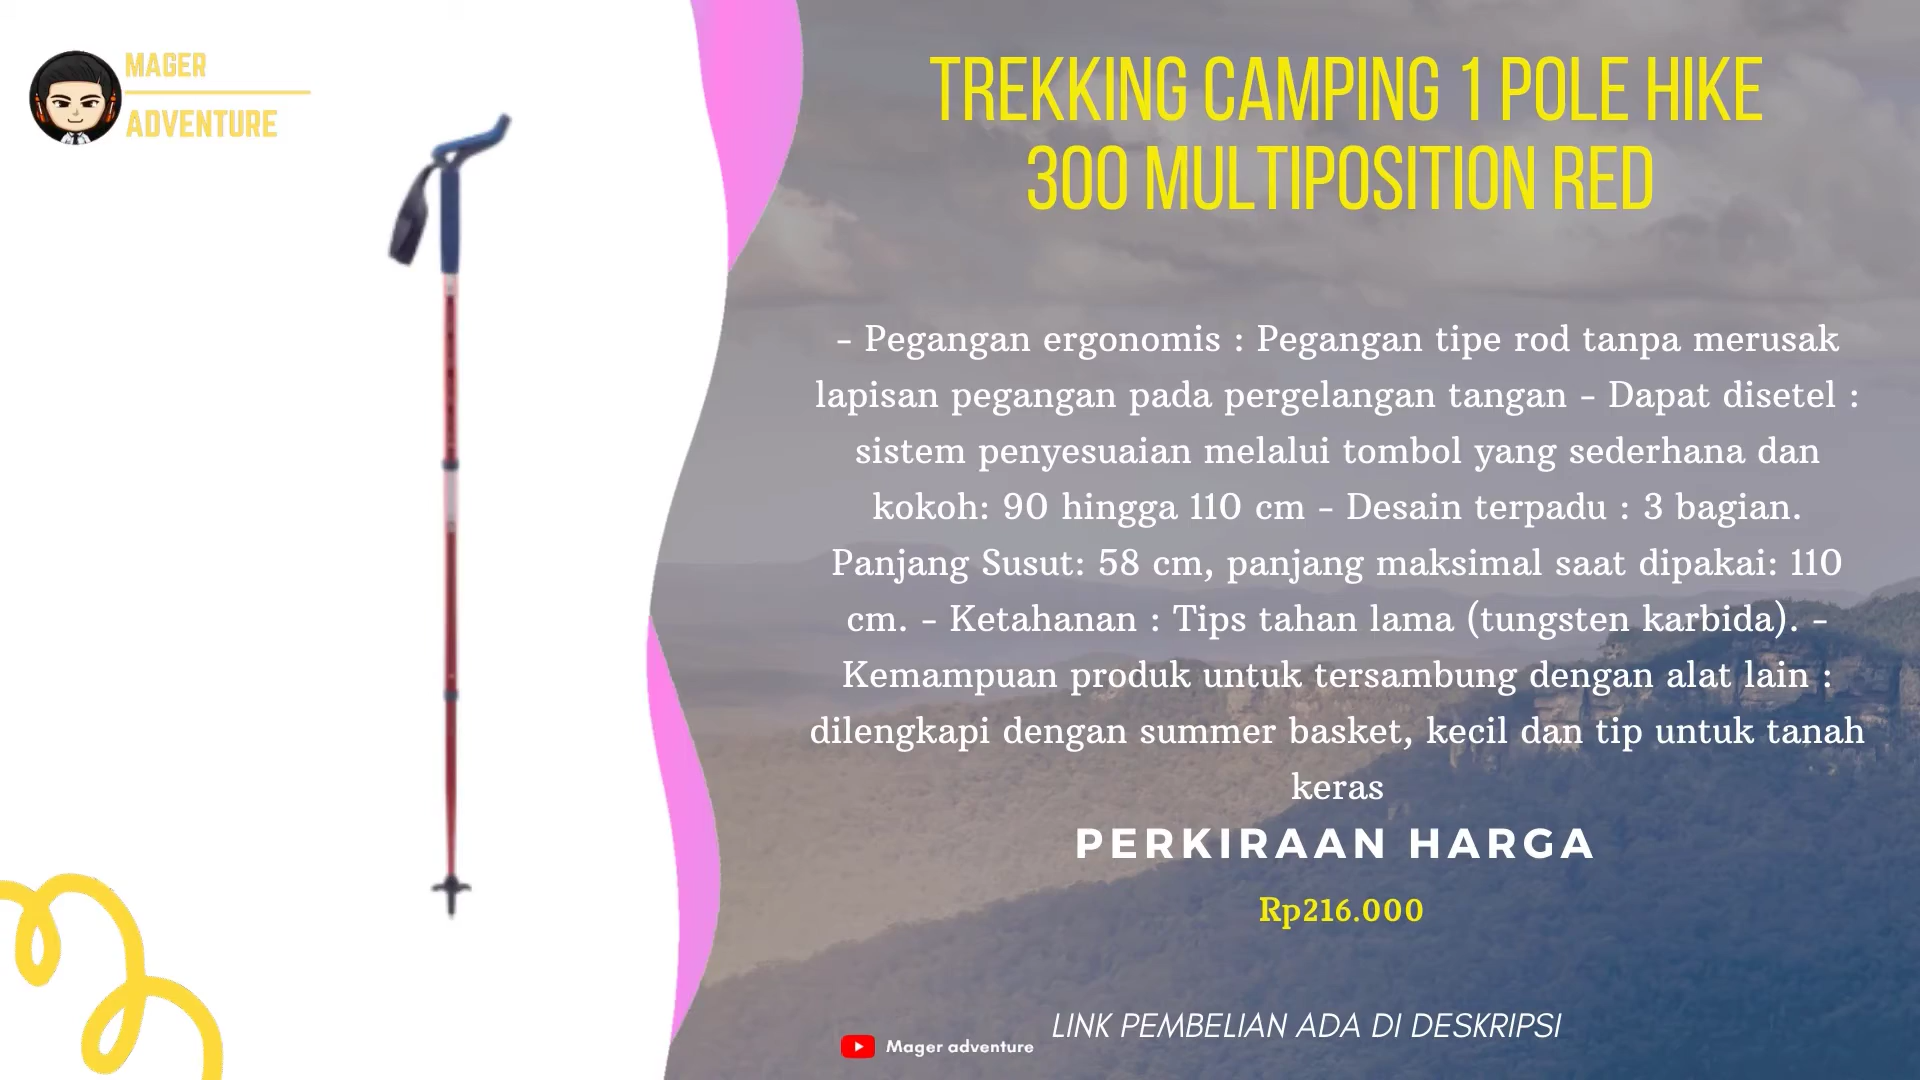 MAGER
ADVENTURE
TREKKING CAMPING 1 POLE HIKE
300 MULTIPOSITION RED
- Pegangan ergonomis : Pegangan tipe rod tanpa merusak
lapisan pegangan pada pergelangan tangan - Dapat disetel :
sistem penyesuaian melalui tombol yang sederhana dan
kokoh: 90 hingga 110 cm - Desain terpadu : 3 bagian.
Panjang Susut: 58 cm, panjang maksimal saat dipakai: 110
cm. - Ketahanan : Tips tahan lama (tungsten karbida). -
Kemampuan produk untuk tersambung dengan alat lain :
dilengkapi dengan summer basket, kecil dan tip untuk tanah
keras
PERKIRAAN HARGA
Rp216.000
LINK PEMBELIAN ADA DI DESKRIPSI
Mager adventure